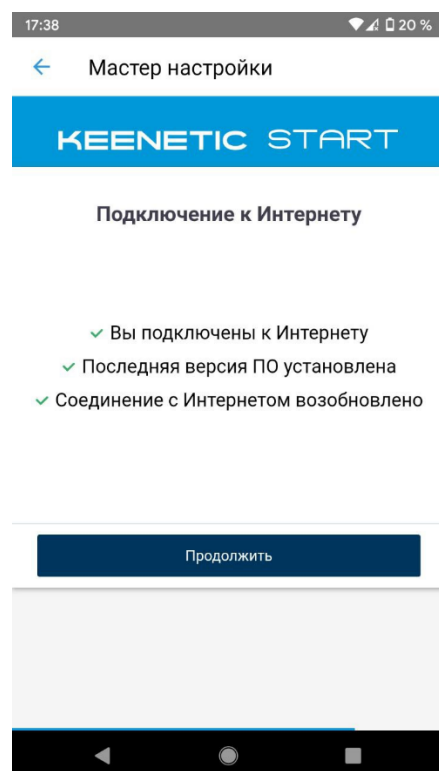 17:38
20 %
Мастер настройки
KEENETIC START
Подключение к Интернету
Вы подключены к Интернету
Последняя версия ПО установлена
Соединение с Интернетом возобновлено
Продолжить